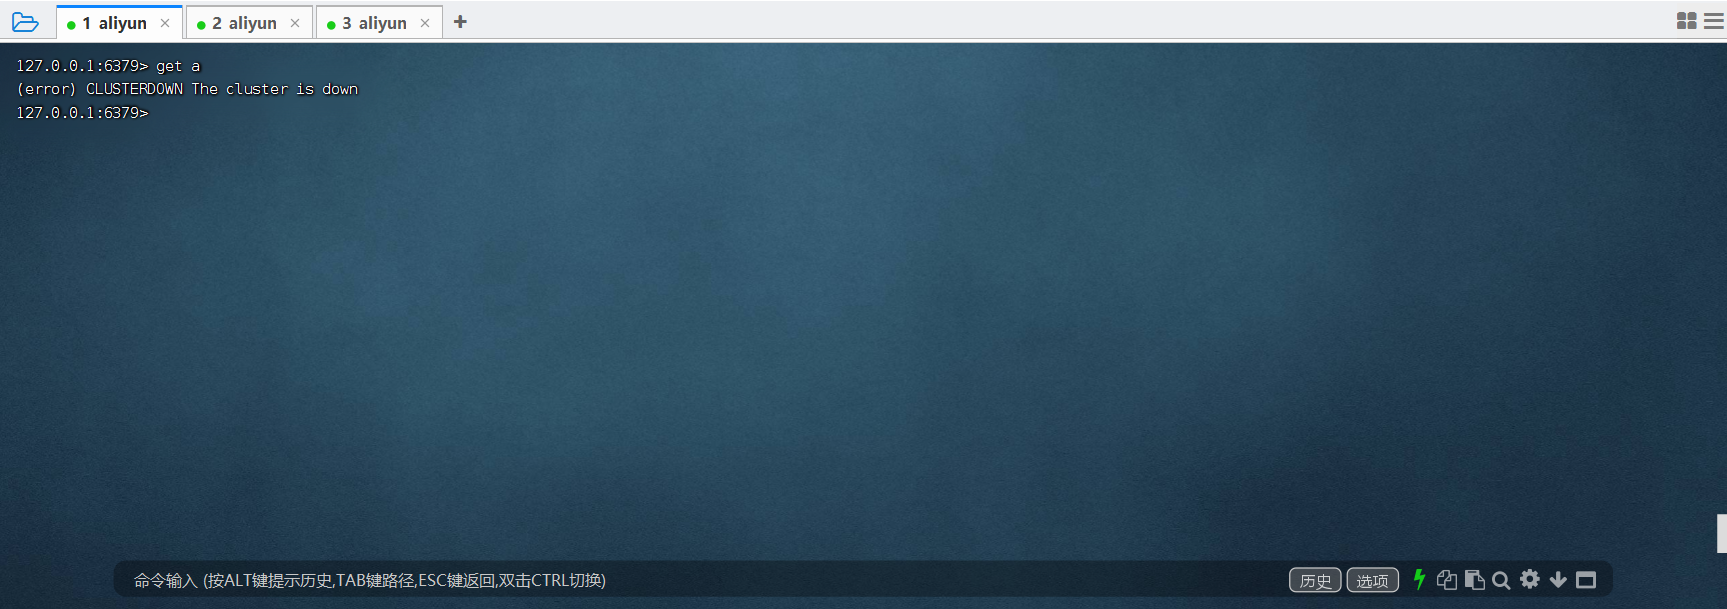 1 aliyun × 2 aliyun × 3 aliyun × +
127.0.0.1:6379> get a
(error) CLUSTERDOWN The cluster is down
127.0.0.1:6379>
命令输入 (按ALT键提示历史,TAB键路径,ESC键返回,双击CTRL切换) 历史 选项